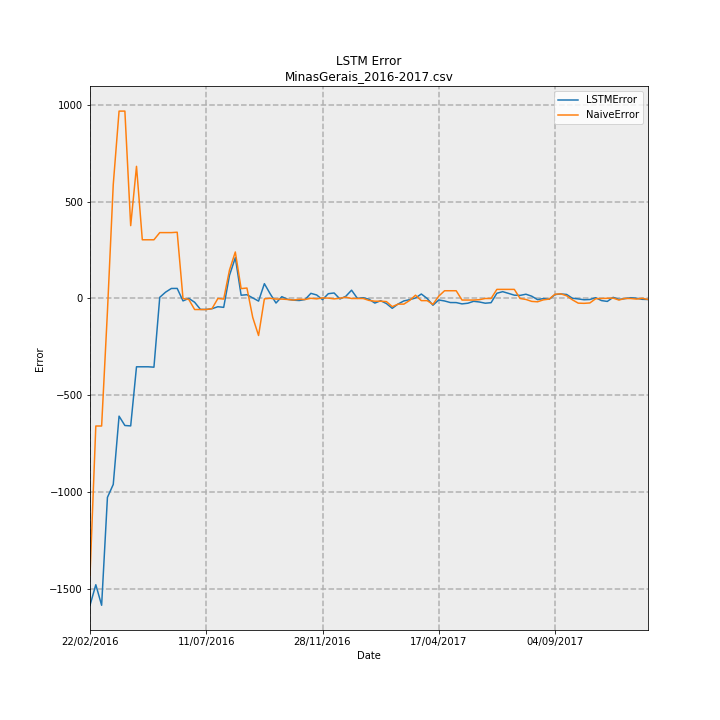 LSTM Error
MinasGerais_2016-2017.csv
LSTMError
NaiveError
1000
500
0
−500
−1000
−1500
Error
22/02/2016
11/07/2016
28/11/2016
17/04/2017
04/09/2017
Date